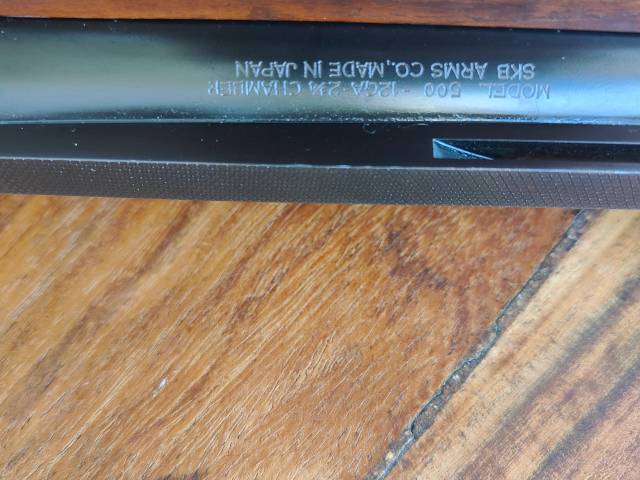 MODEL 500 - 12GA-2¾ CHAMBER
SKB ARMS CO., MADE IN JAPAN